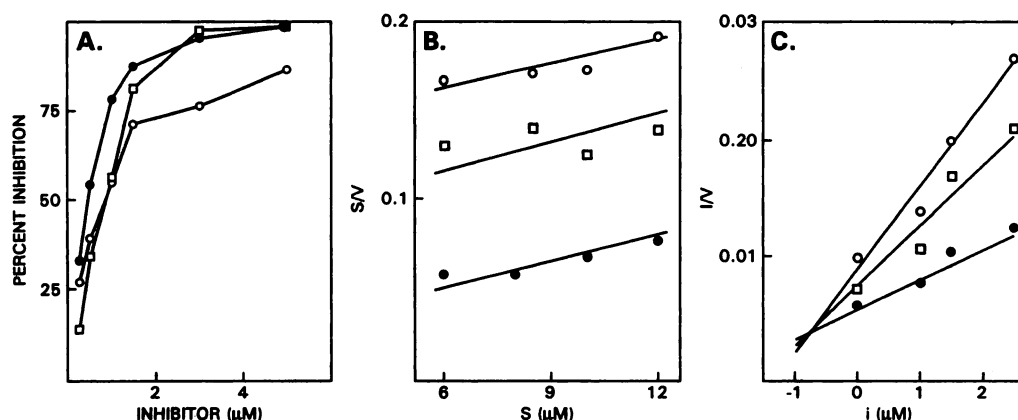 A.
PERCENT INHIBITION
75
50
25
2
4
INHIBITOR (μM)
B.
S/V
0.2
0.1
6
9
12
S (μM)
C.
I/V
0.03
0.20
0.01
-1
0
1
2
i (μM)